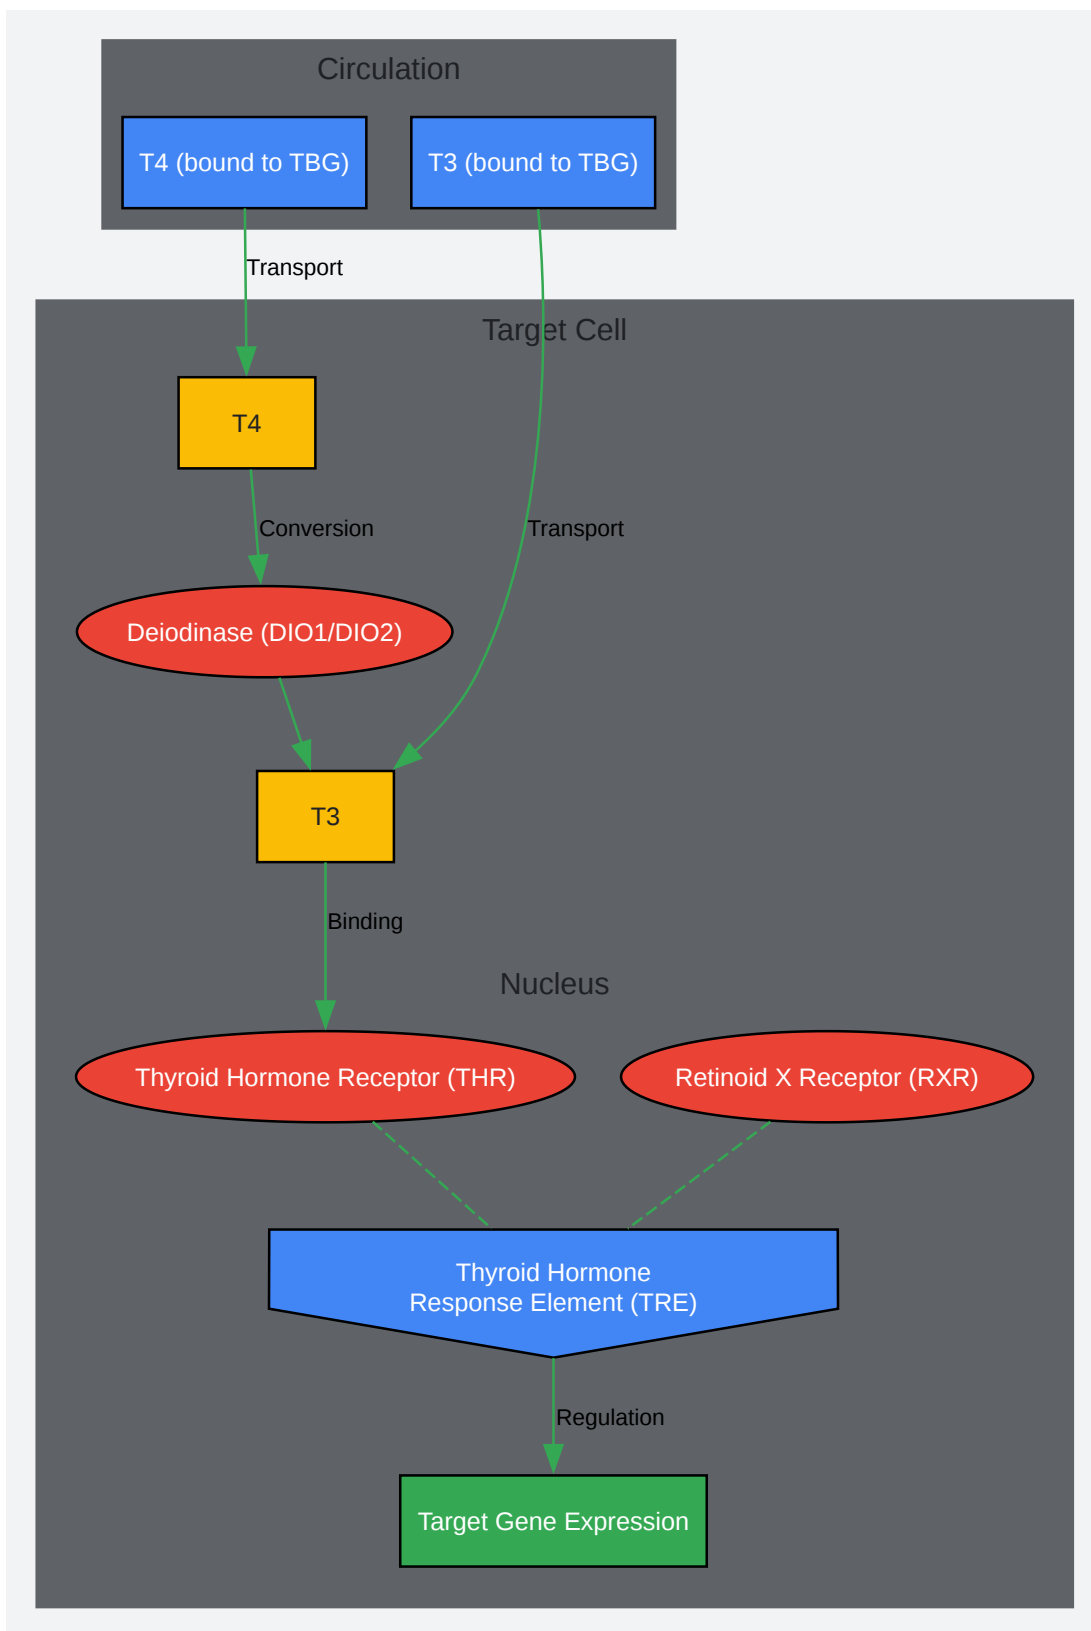 Circulation
T4 (bound to TBG)
T3 (bound to TBG)
Transport
Target Cell
T4
Conversion
Transport
Deiodinase (DIO1/DIO2)
T3
Binding
Nucleus
Thyroid Hormone Receptor (THR)
Retinoid X Receptor (RXR)
Thyroid Hormone
Response Element (TRE)
Regulation
Target Gene Expression